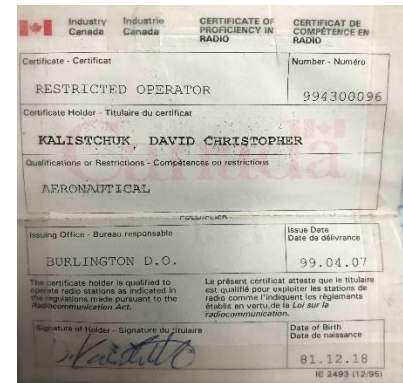 Industry Canada Industrie Canada CERTIFICATE OF PROFICIENCY IN RADIO CERTIFICAT DE COMPÉTENCE EN RADIO
Certificate - Certificat
Number - Numéro
RESTRICTED OPERATOR
994300096
Certificate Holder - Titulaire du certificat
KALISTCHUK, DAVID CHRISTOPHER
Canada
Qualifications or Restrictions - Compétences ou restrictions
AERONAUTICAL
Issuing Office - Bureau responsable
Issue Date
Date de délivrance
BURLINGTON D.O.
99.04.07
The certificate holder is qualified to
operate radio stations as indicated in
the regulations made pursuant to the
Radiocommunication Act.
Le présent certificat atteste que le titulaire
est qualifié pour exploiter les stations de
radio comme l'indiquent les règlements
établis en vertu de la Loi sur la
radiocommunication.
Signature of Holder - Signature du titulaire
Date of Birth
Date de naissance
81.12.18
IC 2493 (12/95)